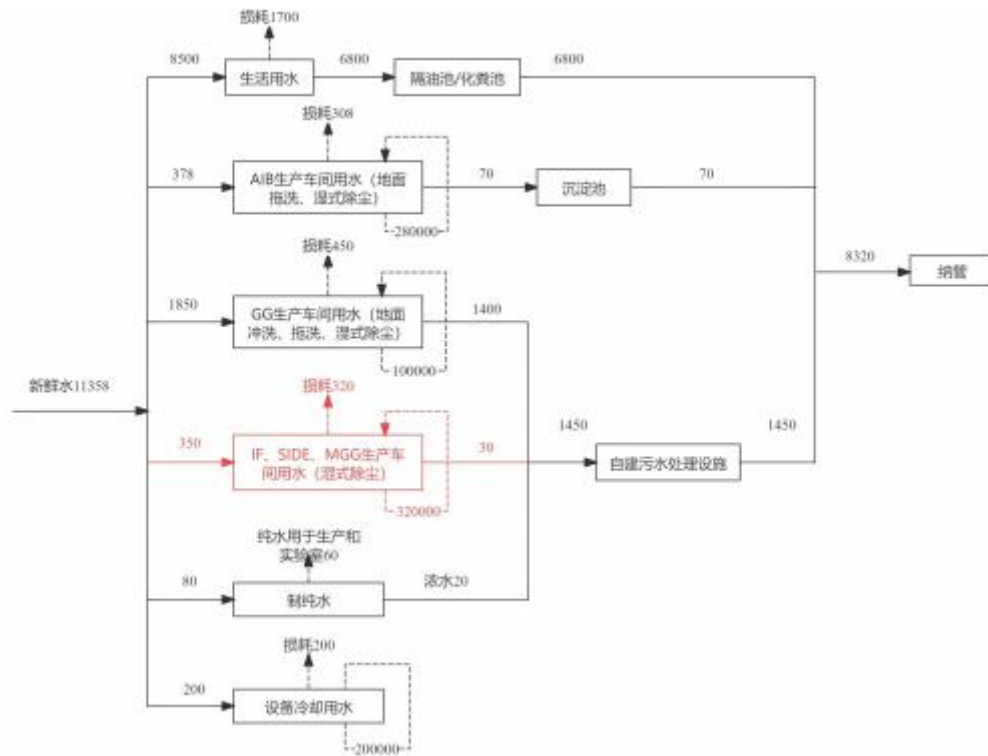 损耗1700
8500
生活用水
6800
隔油池/化粪池
6800
损耗308
378
AIB生产车间用水（地面
拖洗、湿式除尘）
70
沉淀池
70
280000
损耗450
8320
纳管
1850
GG生产车间用水（地面
冲洗、拖洗、湿式除尘）
1400
100000
新鲜水11358
损耗320
350
IF、SIDE、MGG生产车
间用水（湿式除尘）
30
1450
自建污水处理设施
1450
320000
纯水用于生产和
实验室60
80
制纯水
浓水20
损耗200
200
设备冷却用水
200000